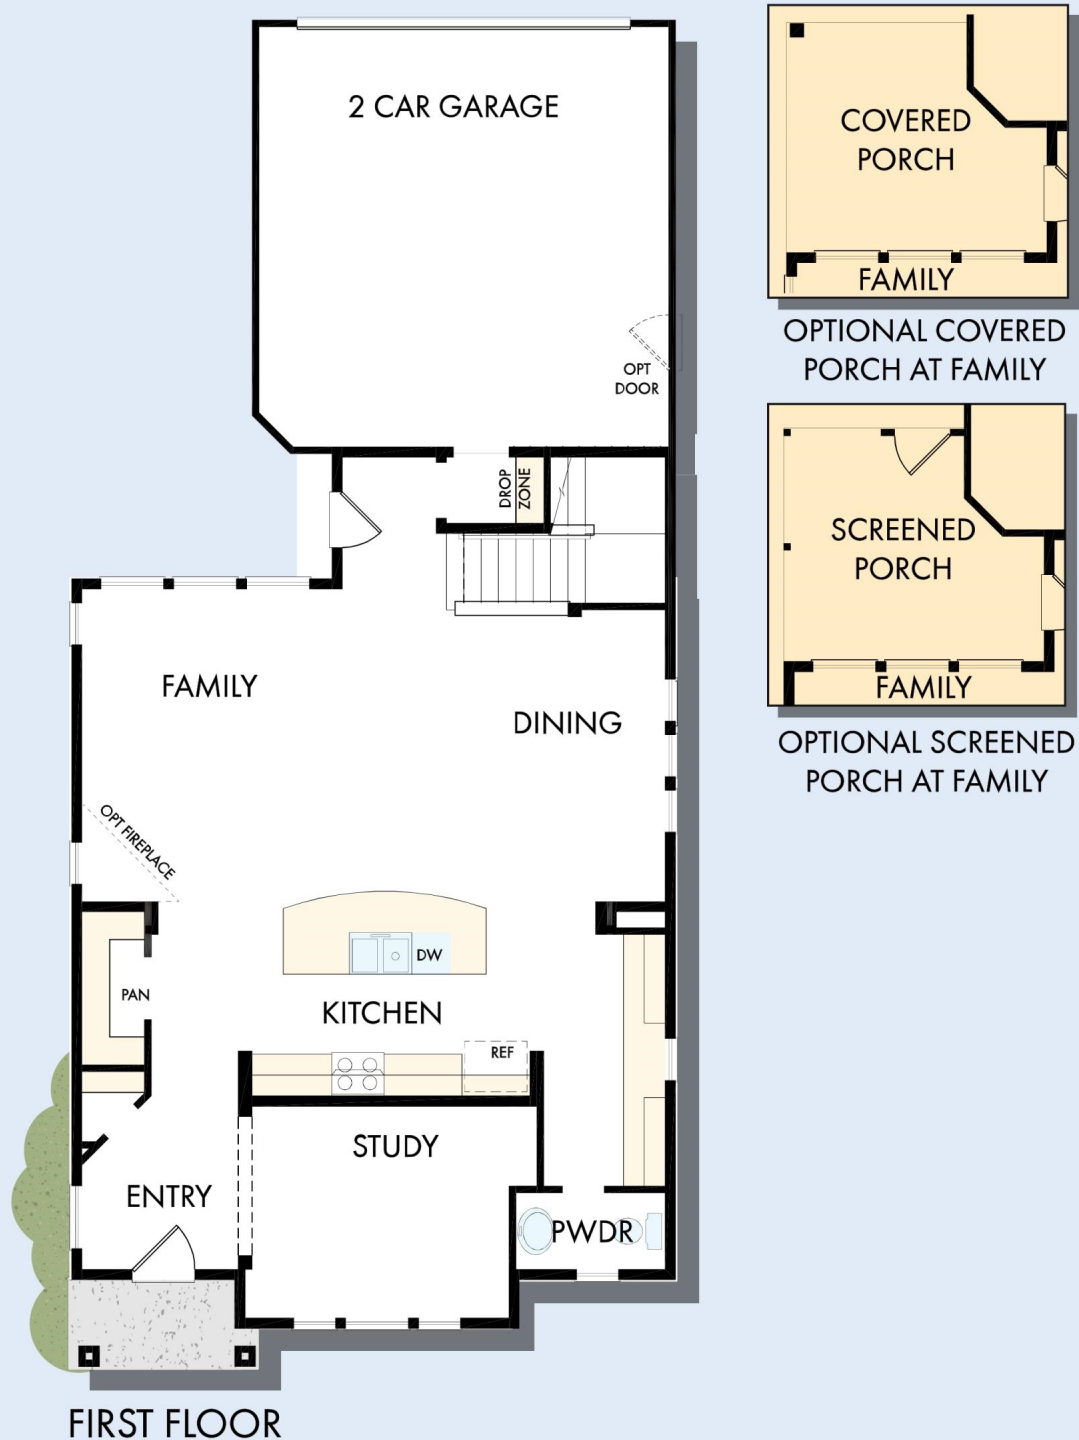 2 CAR GARAGE
OPT
DOOR
DROP
ZONE
FAMILY
DINING
OPT FIREPLACE
DW
PAN
KITCHEN
REF
STUDY
ENTRY
PWDR
FIRST FLOOR
COVERED
PORCH
FAMILY
OPTIONAL COVERED
PORCH AT FAMILY
SCREENED
PORCH
FAMILY
OPTIONAL SCREENED
PORCH AT FAMILY